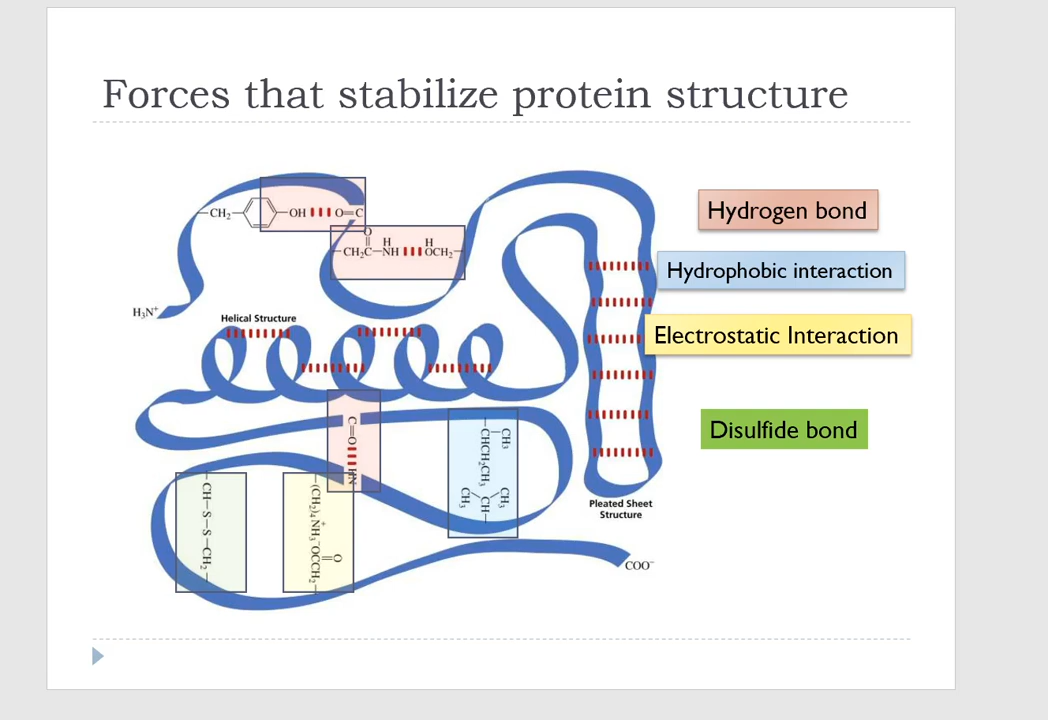 Forces that stabilize protein structure
Hydrogen bond
Hydrophobic interaction
Electrostatic Interaction
Disulfide bond
—CH₂—
—OH
O=C
O
H
H
—CH₂C—NH
OCH₂—
H₃N⁺
Helical Structure
C=O
HN
CH₃
—CHCH₂CH₃
CH₃
CH₃
CH—
—CH—S—S—CH₂—
—(CH₂)₄NH₃⁺ ⁻OCCH₂—
O
Pleated Sheet
Structure
COO⁻